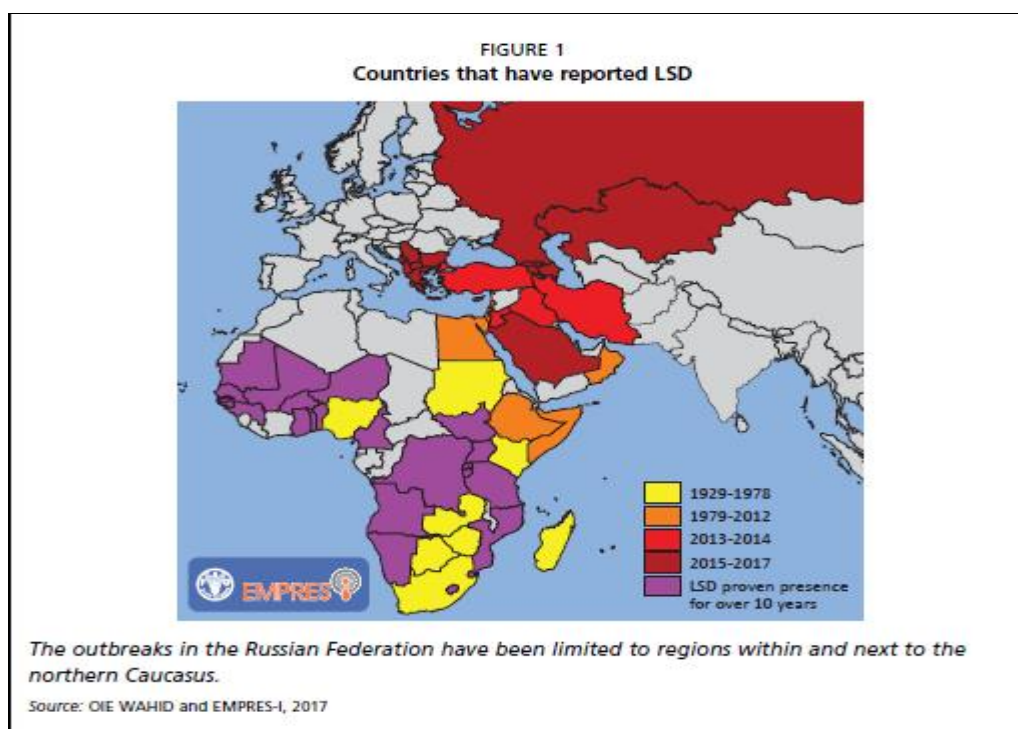 FIGURE 1
Countries that have reported LSD
1929-1978
1979-2012
2013-2014
2015-2017
LSD proven presence
for over 10 years
EMPRES
The outbreaks in the Russian Federation have been limited to regions within and next to the
northern Caucasus.
Source: OIE WAHID and EMPRES-i, 2017